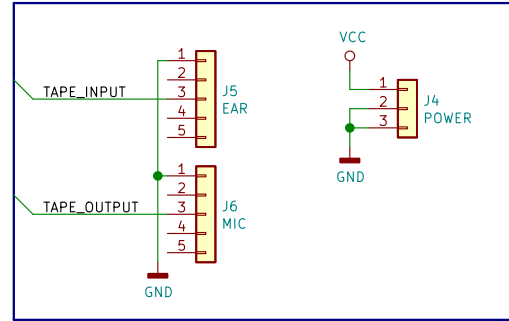 1
2
TAPE_INPUT
3
4
5
J5
EAR
1
2
TAPE_OUTPUT
3
4
5
J6
MIC
GND
VCC
1
2
3
J4
POWER
GND